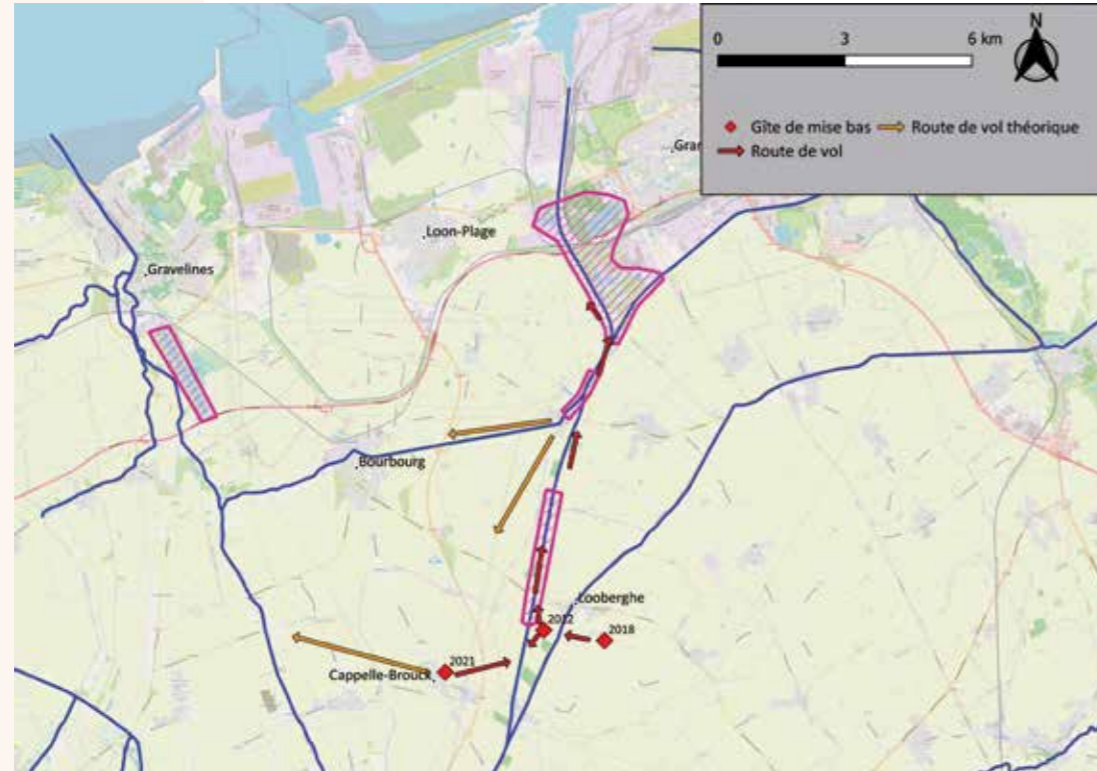 N
0 3 6 km
Gîte de mise bas Route de vol théorique
Route de vol
Gran
Loon-Plage
Gravelines
Bourbourg
Looberghe
2012
2018
2021
Cappelle-Brouck